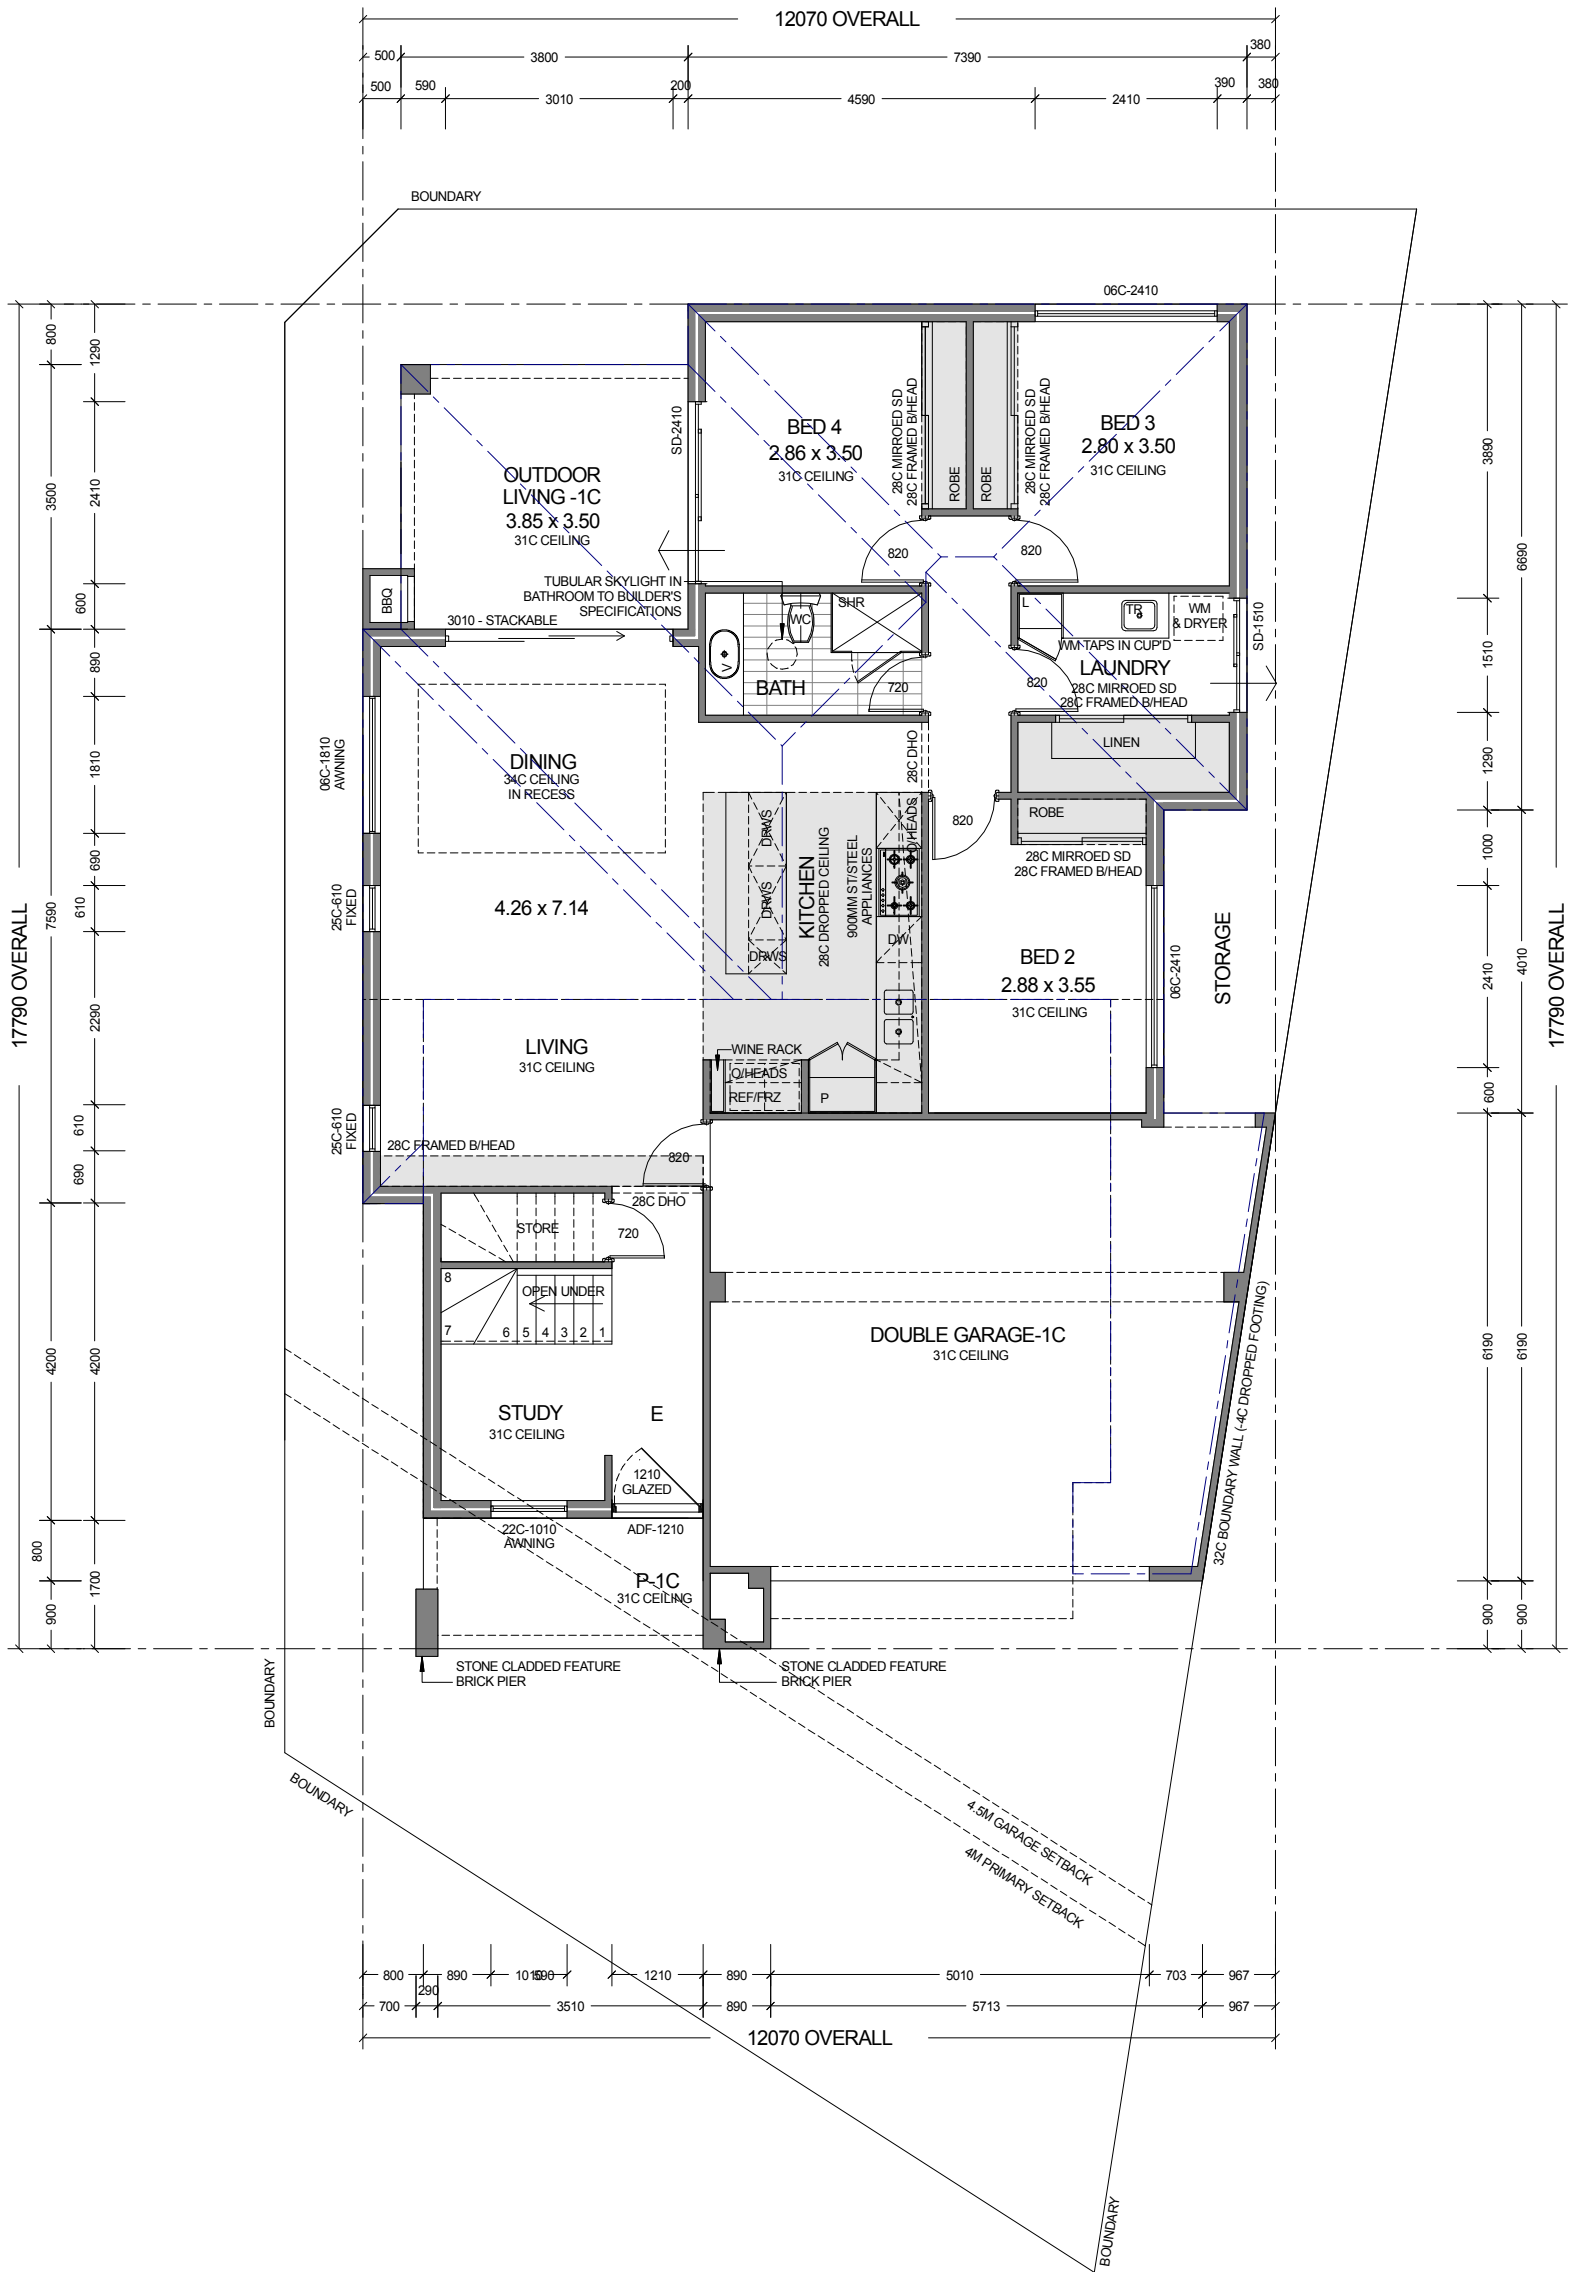 12070 OVERALL
500
3800
7390
380
500
590
3010
200
4590
2410
390
380
BOUNDARY
06C-2410
800
1290
3500
2410
600
17790 OVERALL
7590
890
1810
690
610
2290
610
690
4200
4200
800
1700
900
3890
6690
1510
1290
1000
2410
4010
600
17790 OVERALL
6190
6190
900
900
SD-2410
BED 4
2.86 x 3.50
31C CEILING
28C MIRROED SD
28C FRAMED B/HEAD
ROBE
ROBE
28C MIRROED SD
28C FRAMED B/HEAD
BED 3
2.80 x 3.50
31C CEILING
OUTDOOR
LIVING -1C
3.85 x 3.50
31C CEILING
820
820
TUBULAR SKYLIGHT IN
BATHROOM TO BUILDER'S
SPECIFICATIONS
BBQ
3010 - STACKABLE
WC
SHR
V
BATH
720
L
TR
WM
& DRYER
WM TAPS IN CUP'D
LAUNDRY
820
28C MIRROED SD
28C FRAMED B/HEAD
SD-1510
LINEN
06C-1810
AWNING
DINING
34C CEILING
IN RECESS
28C DHO
O/HEADS
820
ROBE
28C MIRROED SD
28C FRAMED B/HEAD
DRWS
DRWS
DRWS
KITCHEN
28C DROPPED CEILING
900MM ST/STEEL
APPLIANCES
DW
25C-610
FIXED
4.26 x 7.14
BED 2
2.88 x 3.55
31C CEILING
06C-2410
STORAGE
LIVING
31C CEILING
WINE RACK
O/HEADS
REF/FRZ
P
25C-610
FIXED
28C FRAMED B/HEAD
820
28C DHO
STORE
720
8
OPEN UNDER
7
6
5
4
3
2
1
DOUBLE GARAGE-1C
31C CEILING
32C BOUNDARY WALL (-4C DROPPED FOOTING)
STUDY
31C CEILING
E
1210
GLAZED
22C-1010
AWNING
ADF-1210
P-1C
31C CEILING
STONE CLADDED FEATURE
BRICK PIER
STONE CLADDED FEATURE
BRICK PIER
BOUNDARY
BOUNDARY
4.5M GARAGE SETBACK
4M PRIMARY SETBACK
800
890
1010
590
1210
890
5010
703
967
700
290
3510
890
5713
967
12070 OVERALL
BOUNDARY